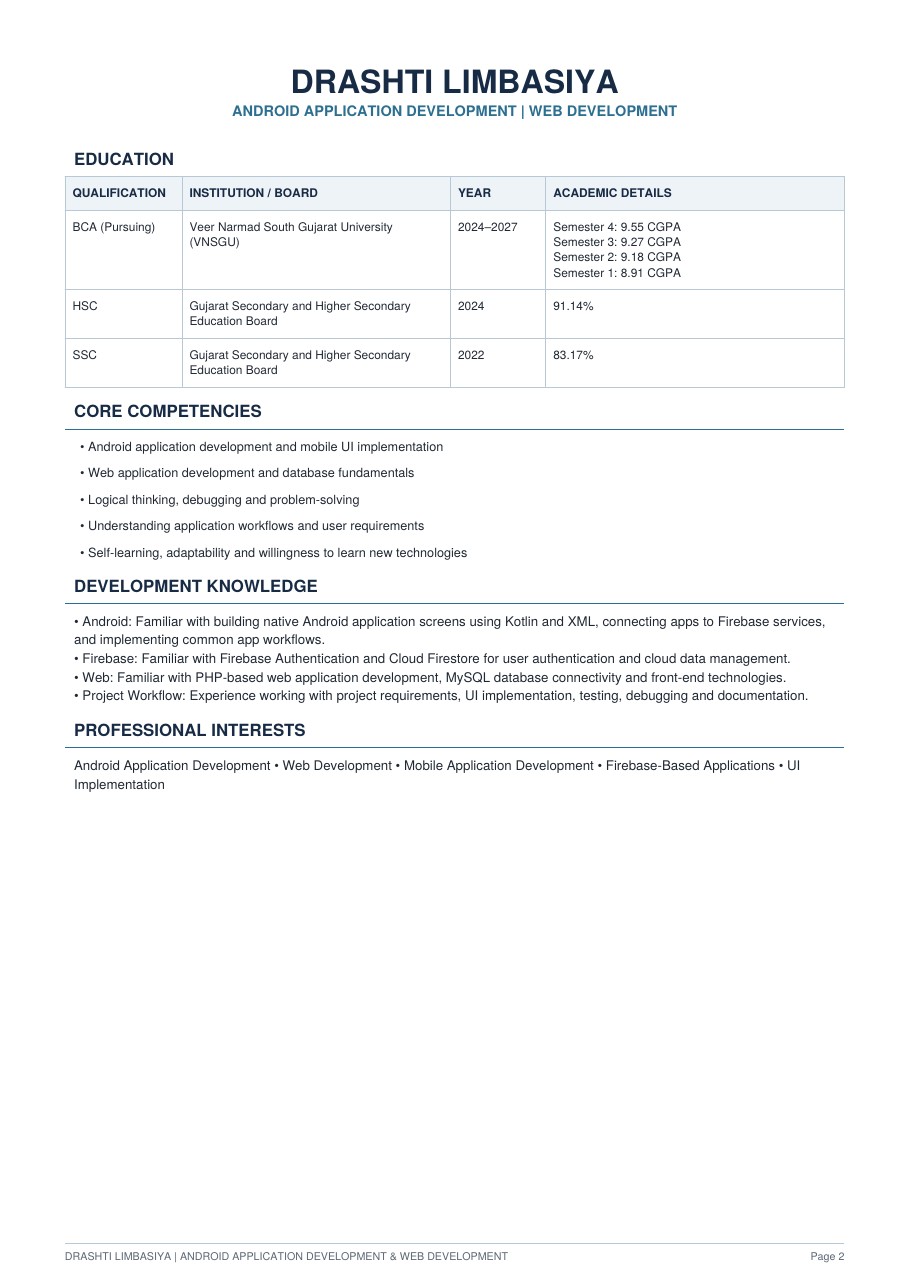 DRASHTI LIMBASIYA
ANDROID APPLICATION DEVELOPMENT | WEB DEVELOPMENT
EDUCATION
QUALIFICATION INSTITUTION / BOARD YEAR ACADEMIC DETAILS
BCA (Pursuing) Veer Narmad South Gujarat University 2024–2027 Semester 4: 9.55 CGPA
(VNSGU) Semester 3: 9.27 CGPA
Semester 2: 9.18 CGPA
Semester 1: 8.91 CGPA
HSC Gujarat Secondary and Higher Secondary 2024 91.14%
Education Board
SSC Gujarat Secondary and Higher Secondary 2022 83.17%
Education Board
CORE COMPETENCIES
• Android application development and mobile UI implementation
• Web application development and database fundamentals
• Logical thinking, debugging and problem-solving
• Understanding application workflows and user requirements
• Self-learning, adaptability and willingness to learn new technologies
DEVELOPMENT KNOWLEDGE
• Android: Familiar with building native Android application screens using Kotlin and XML, connecting apps to Firebase services,
and implementing common app workflows.
• Firebase: Familiar with Firebase Authentication and Cloud Firestore for user authentication and cloud data management.
• Web: Familiar with PHP-based web application development, MySQL database connectivity and front-end technologies.
• Project Workflow: Experience working with project requirements, UI implementation, testing, debugging and documentation.
PROFESSIONAL INTERESTS
Android Application Development • Web Development • Mobile Application Development • Firebase-Based Applications • UI
Implementation
DRASHTI LIMBASIYA | ANDROID APPLICATION DEVELOPMENT & WEB DEVELOPMENT Page 2